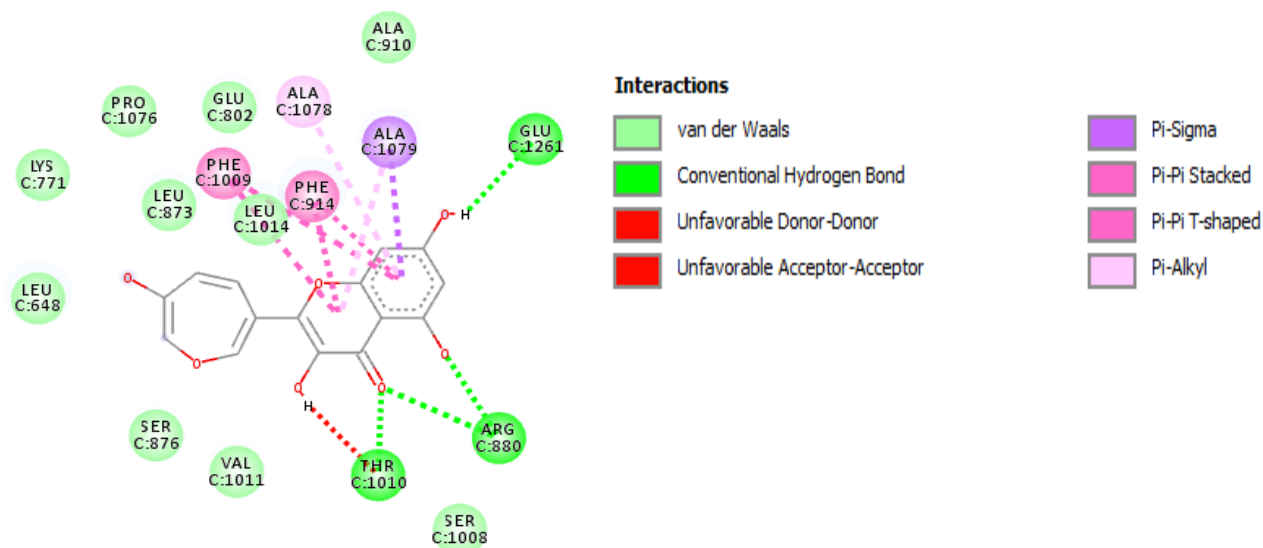 ALA
C:910
ALA
C:1078
GLU
C:802
PRO
C:1076
ALA
C:1079
GLU
C:1261
LYS
C:771
PHE
C:1009
PHE
C:914
LEU
C:873
LEU
C:1014
LEU
C:648
O
O
O
O
O
O
O
H
H
SER
C:876
VAL
C:1011
THR
C:1010
ARG
C:880
SER
C:1008
Interactions
van der Waals
Conventional Hydrogen Bond
Unfavorable Donor-Donor
Unfavorable Acceptor-Acceptor
Pi-Sigma
Pi-Pi Stacked
Pi-Pi T-shaped
Pi-Alkyl